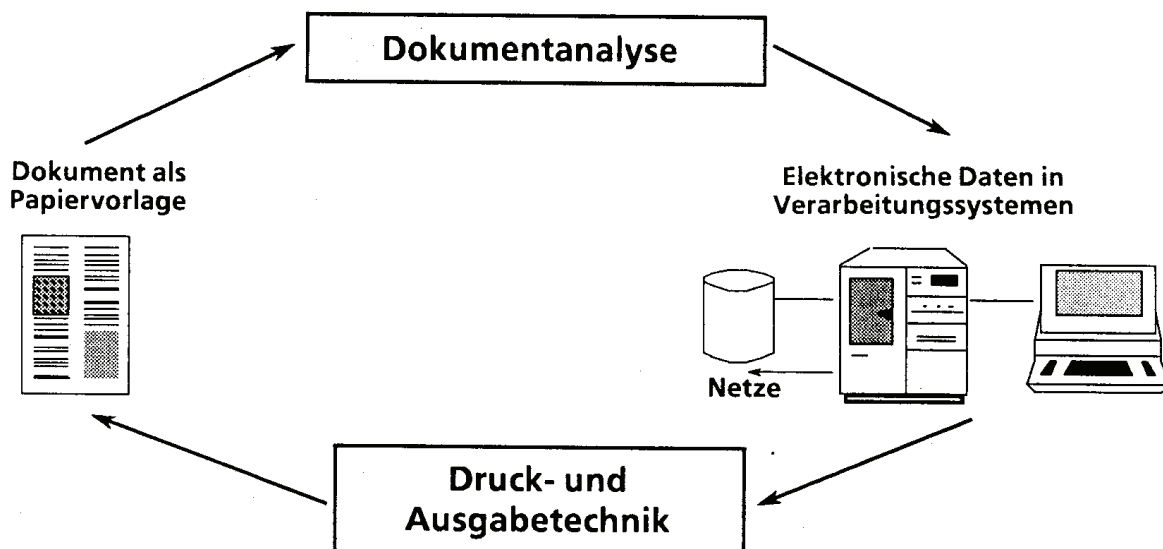 Dokumentanalyse
Dokument als
Papiervorlage
Elektronische Daten in
Verarbeitungssystemen
Netze
Druck- und
Ausgabetechnik